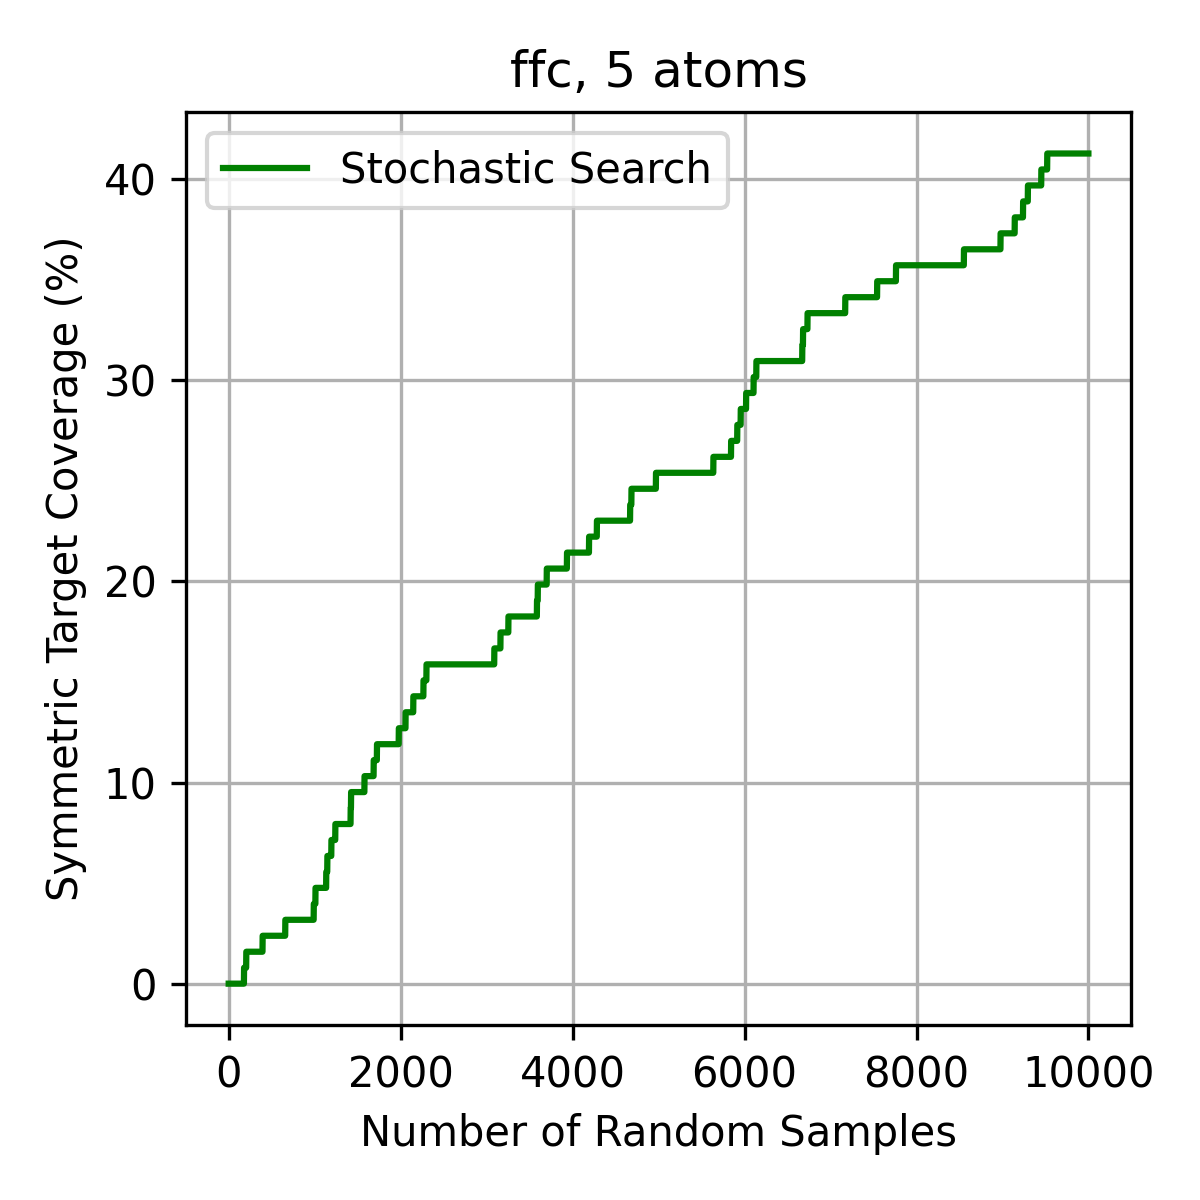 ffc, 5 atoms
Stochastic Search
Symmetric Target Coverage (%)
40
30
20
10
0
0 2000 4000 6000 8000 10000
Number of Random Samples